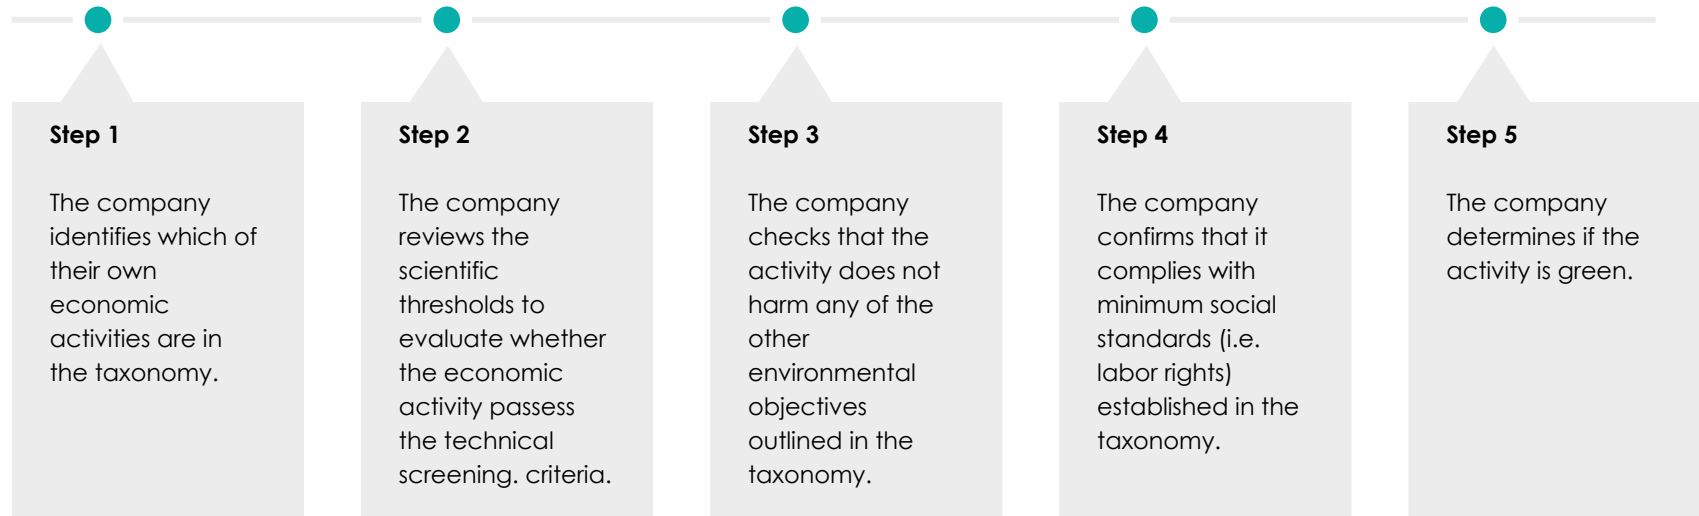 Step 1
The company
identifies which of
their own
economic
activities are in
the taxonomy.
Step 2
The company
reviews the
scientific
thresholds to
evaluate whether
the economic
activity passess
the technical
screening. criteria.
Step 3
The company
checks that the
activity does not
harm any of the
other
environmental
objectives
outlined in the
taxonomy.
Step 4
The company
confirms that it
complies with
minimum social
standards (i.e.
labor rights)
established in the
taxonomy.
Step 5
The company
determines if the
activity is green.